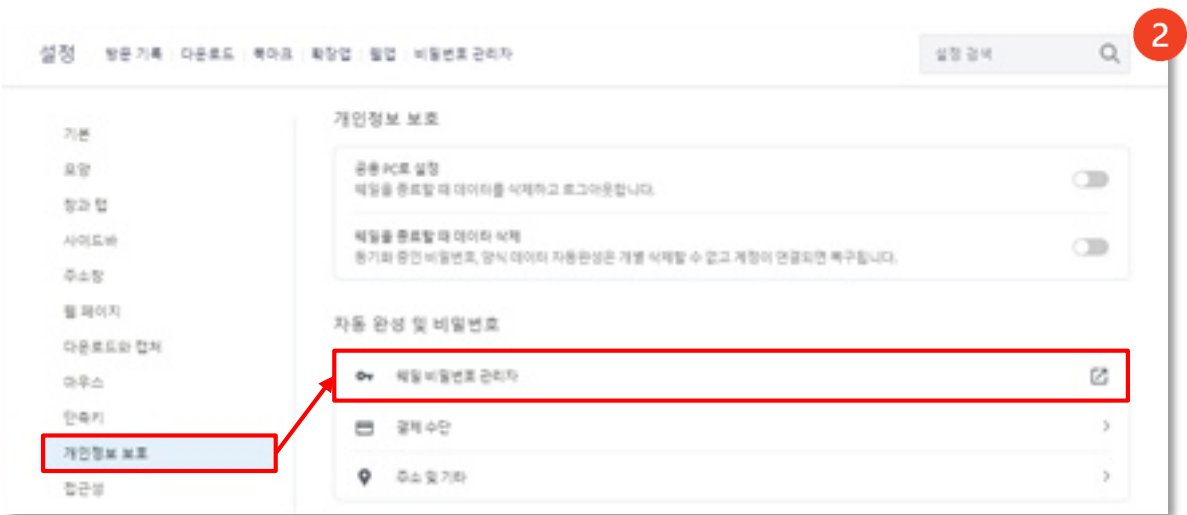 2
설정 방문 기록 다운로드 북마크 확장앱 웹앱 비밀번호 관리자
설정 검색
기본
모양
창과 탭
사이드바
주소창
웹 페이지
다운로드와 캡처
마우스
단축키
개인정보 보호
접근성
개인정보 보호
공용 PC로 설정
웨일을 종료할 때 데이터를 삭제하고 로그아웃합니다.
웨일을 종료할 때 데이터 삭제
동기화 중인 비밀번호, 양식 데이터 자동완성은 개별 삭제할 수 없고 계정이 연결되면 복구됩니다.
자동 완성 및 비밀번호
웨일 비밀번호 관리자
결제 수단
주소 및 기타